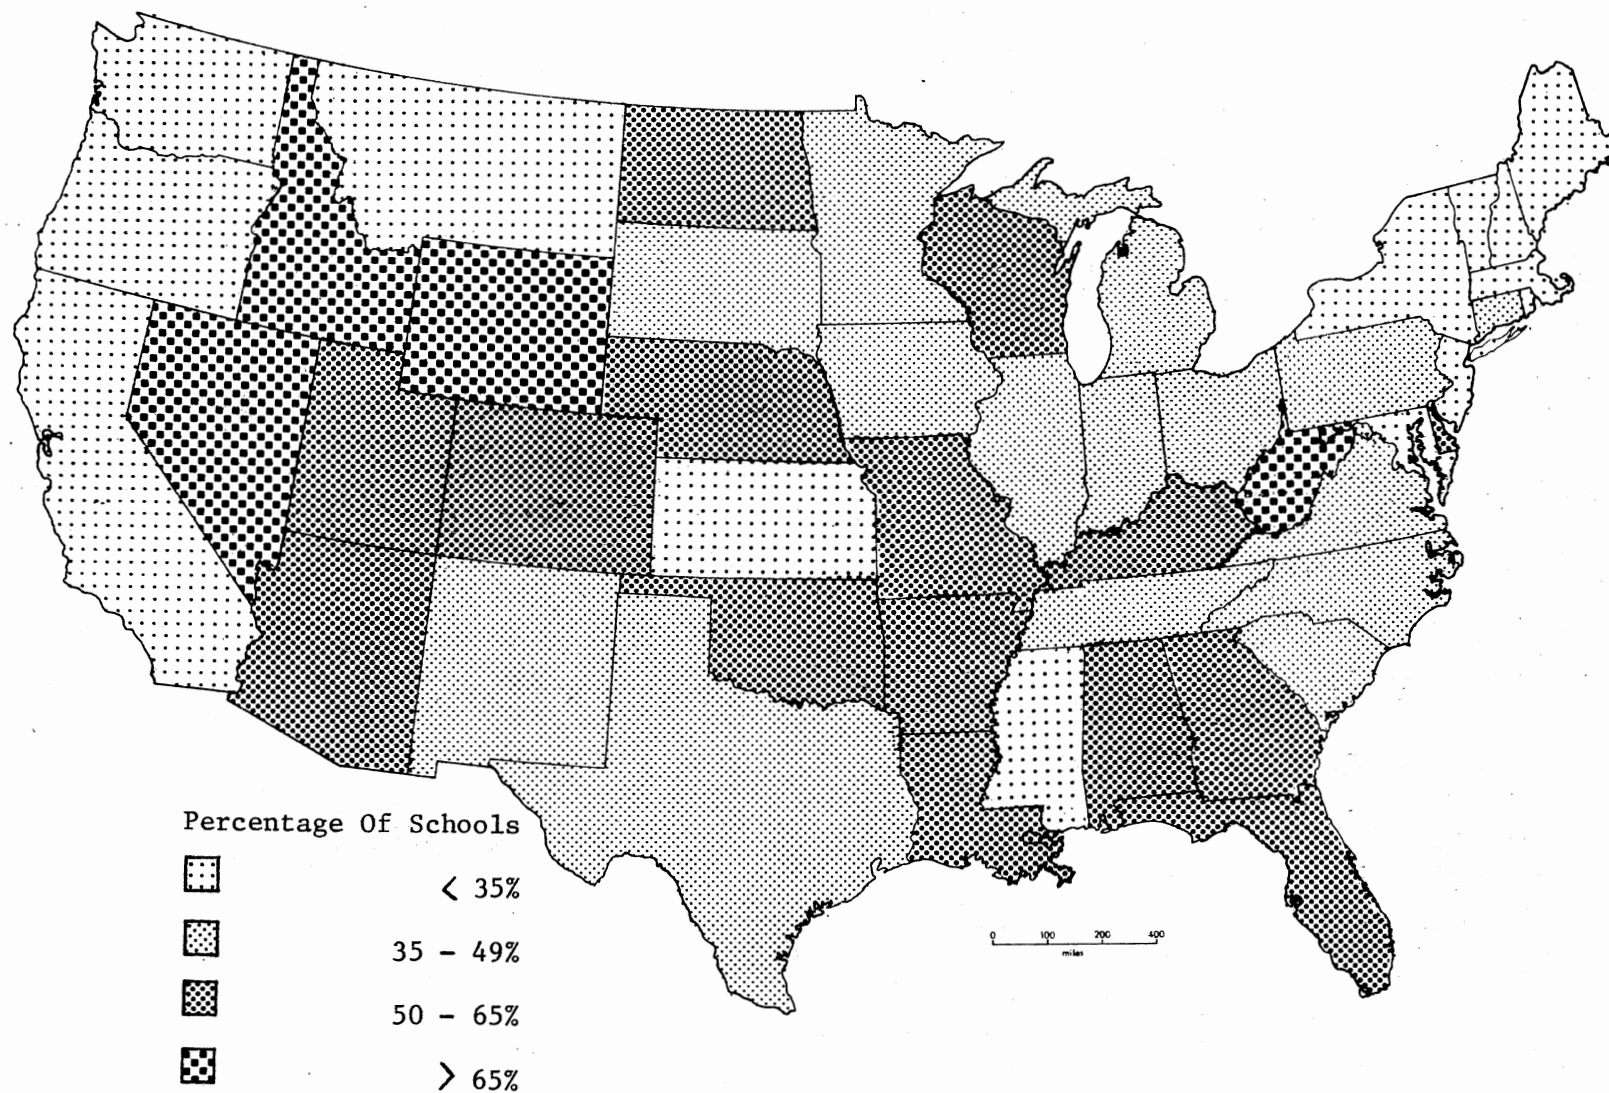 Percentage Of Schools
< 35%
35 – 49%
50 – 65%
> 65%
0 100 200 400
miles